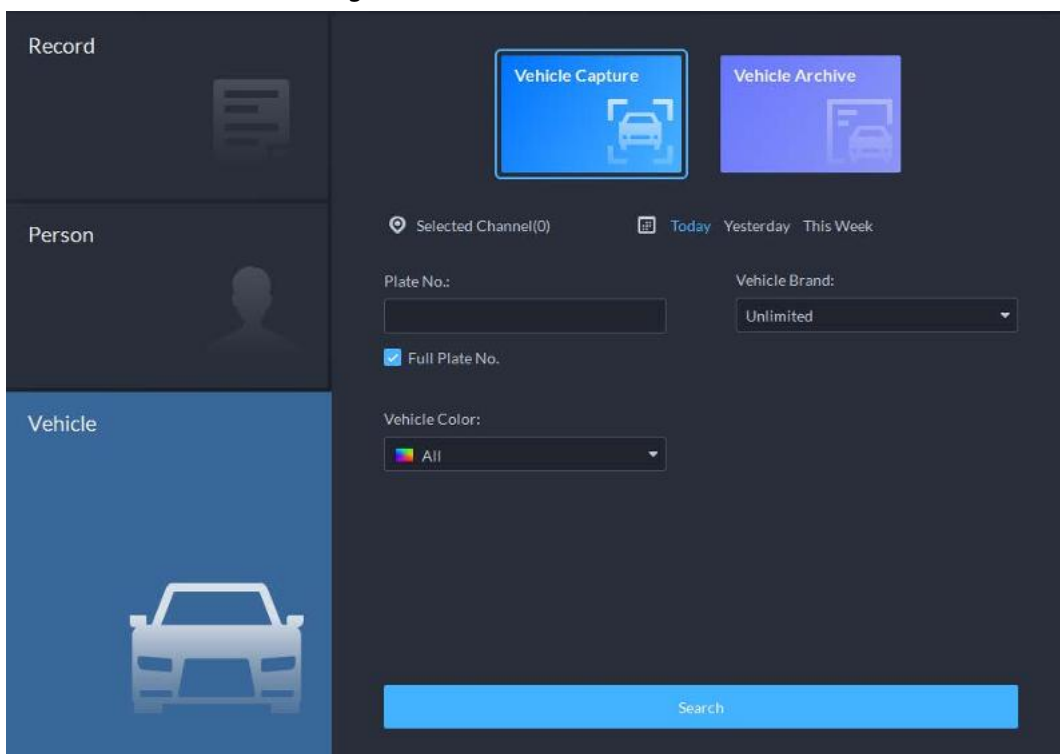 Record
Vehicle Capture
Vehicle Archive
Person
Selected Channel(0)
Today Yesterday This Week
Plate No.:
Vehicle Brand:
Unlimited
Full Plate No.
Vehicle
Vehicle Color:
All
Search